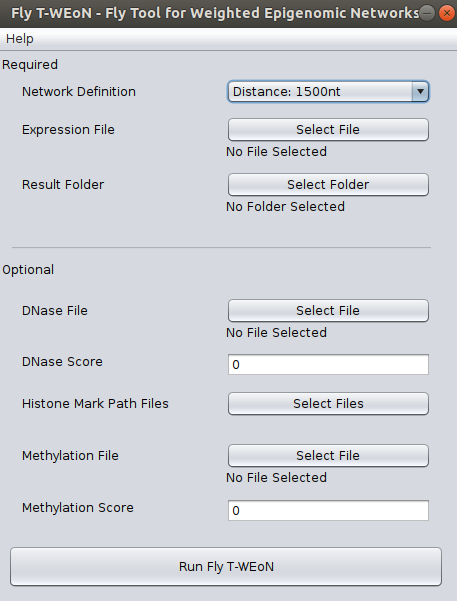 Fly T-WEoN - Fly Tool for Weighted Epigenomic Networks
Help
Required
Network Definition
Distance: 1500nt
Expression File
Select File
No File Selected
Result Folder
Select Folder
No Folder Selected
Optional
DNase File
Select File
No File Selected
DNase Score
0
Histone Mark Path Files
Select Files
Methylation File
Select File
No File Selected
Methylation Score
0
Run Fly T-WEoN